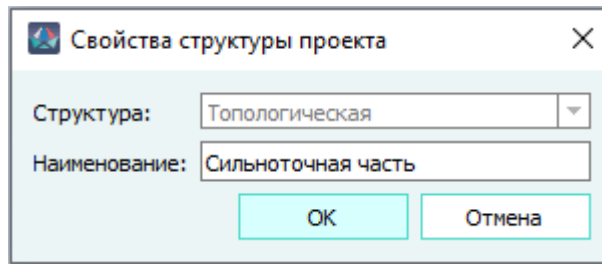 Свойства структуры проекта
Структура: Топологическая
Наименование: Сильноточная часть
OK Отмена